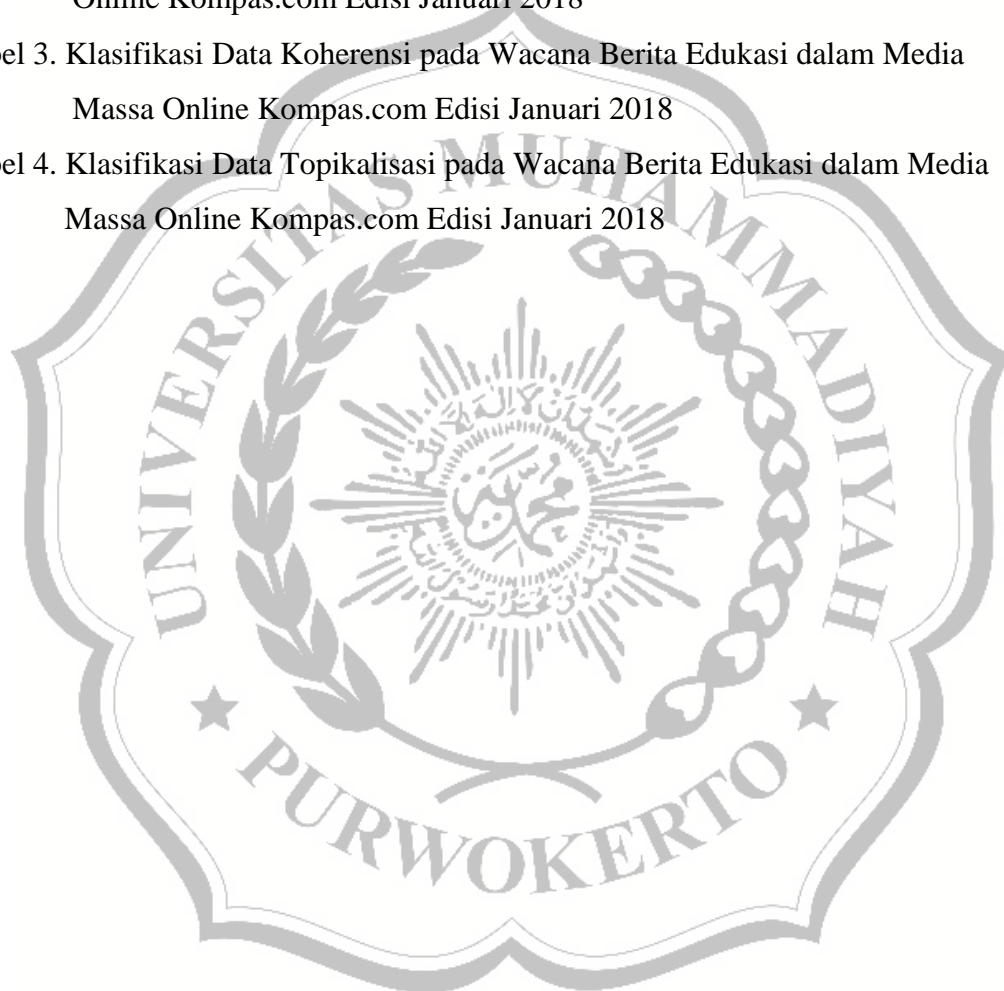 Online Kompas.com Edisi Januari 2018
bel 3. Klasifikasi Data Koherensi pada Wacana Berita Edukasi dalam Media
Massa Online Kompas.com Edisi Januari 2018
bel 4. Klasifikasi Data Topikalisasi pada Wacana Berita Edukasi dalam Media
Massa Online Kompas.com Edisi Januari 2018
UNIVERSITAS MUHAMMADIYAH
PURWOKERTO